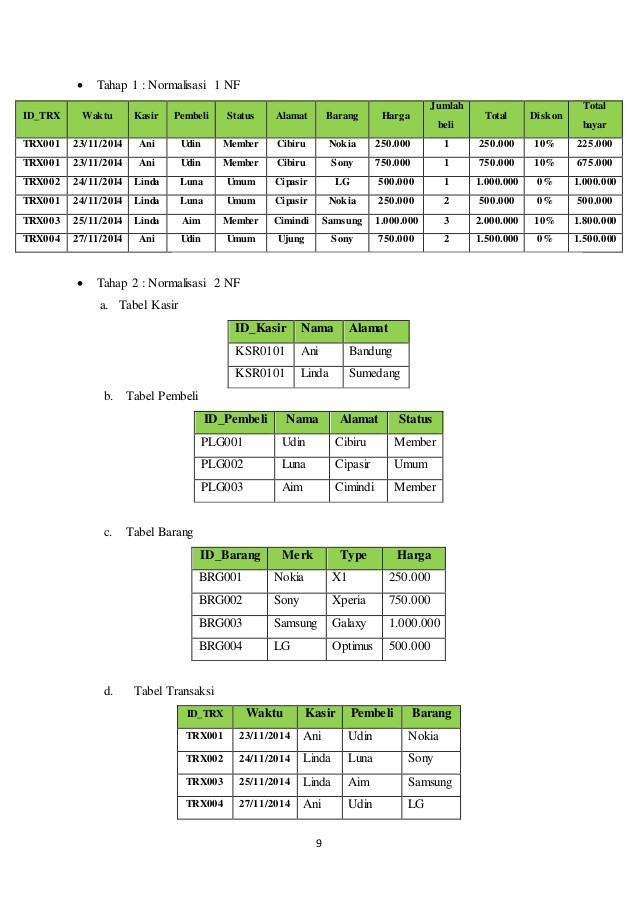 • Tahap 1 : Normalisasi 1 NF
ID_TRX Waktu Kasir Pembeli Status Alamat Barang Harga Jumlah beli Total Diskon Total bayar
TRX001 23/11/2014 Ani Udin Member Cibiru Nokia 250.000 1 250.000 10% 225.000
TRX001 23/11/2014 Ani Udin Member Cibiru Sony 750.000 1 750.000 10% 675.000
TRX002 24/11/2014 Linda Luna Umum Cipasir LG 500.000 1 1.000.000 0% 1.000.000
TRX001 24/11/2014 Linda Luna Umum Cipasir Nokia 250.000 2 500.000 0% 500.000
TRX003 25/11/2014 Linda Aim Member Cimindi Samsung 1.000.000 3 2.000.000 10% 1.800.000
TRX004 27/11/2014 Ani Udin Umum Ujung Sony 750.000 2 1.500.000 0% 1.500.000
• Tahap 2 : Normalisasi 2 NF
a. Tabel Kasir
ID_Kasir Nama Alamat
KSR0101 Ani Bandung
KSR0101 Linda Sumedang
b. Tabel Pembeli
ID_Pembeli Nama Alamat Status
PLG001 Udin Cibiru Member
PLG002 Luna Cipasir Umum
PLG003 Aim Cimindi Member
c. Tabel Barang
ID_Barang Merk Type Harga
BRG001 Nokia X1 250.000
BRG002 Sony Xperia 750.000
BRG003 Samsung Galaxy 1.000.000
BRG004 LG Optimus 500.000
d. Tabel Transaksi
ID_TRX Waktu Kasir Pembeli Barang
TRX001 23/11/2014 Ani Udin Nokia
TRX002 24/11/2014 Linda Luna Sony
TRX003 25/11/2014 Linda Aim Samsung
TRX004 27/11/2014 Ani Udin LG
9